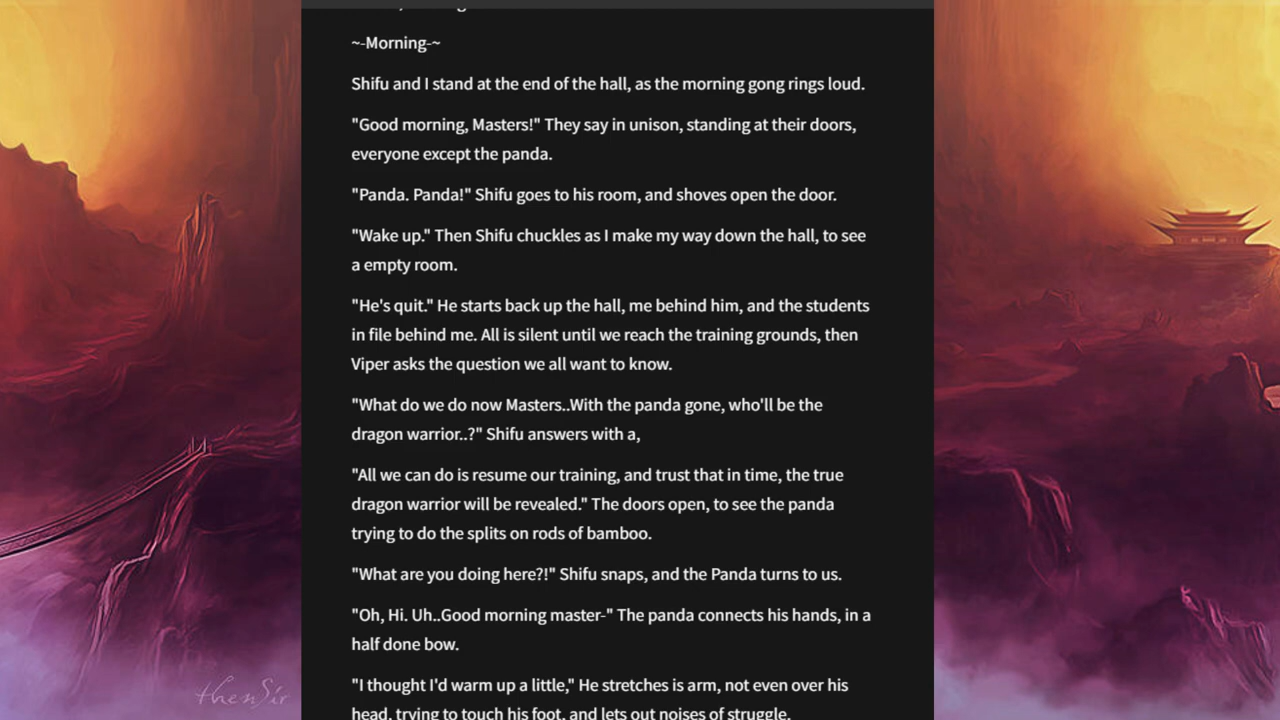 ~-Morning-~
Shifu and I stand at the end of the hall, as the morning gong rings loud.
"Good morning, Masters!" They say in unison, standing at their doors,
everyone except the panda.
"Panda. Panda!" Shifu goes to his room, and shoves open the door.
"Wake up." Then Shifu chuckles as I make my way down the hall, to see
a empty room.
"He's quit." He starts back up the hall, me behind him, and the students
in file behind me. All is silent until we reach the training grounds, then
Viper asks the question we all want to know.
"What do we do now Masters..With the panda gone, who'll be the
dragon warrior..?" Shifu answers with a,
"All we can do is resume our training, and trust that in time, the true
dragon warrior will be revealed." The doors open, to see the panda
trying to do the splits on rods of bamboo.
"What are you doing here?!" Shifu snaps, and the Panda turns to us.
"Oh, Hi. Uh..Good morning master-" The panda connects his hands, in a
half done bow.
"I thought I'd warm up a little," He stretches is arm, not even over his
head, trying to touch his foot, and lets out noises of struggle.